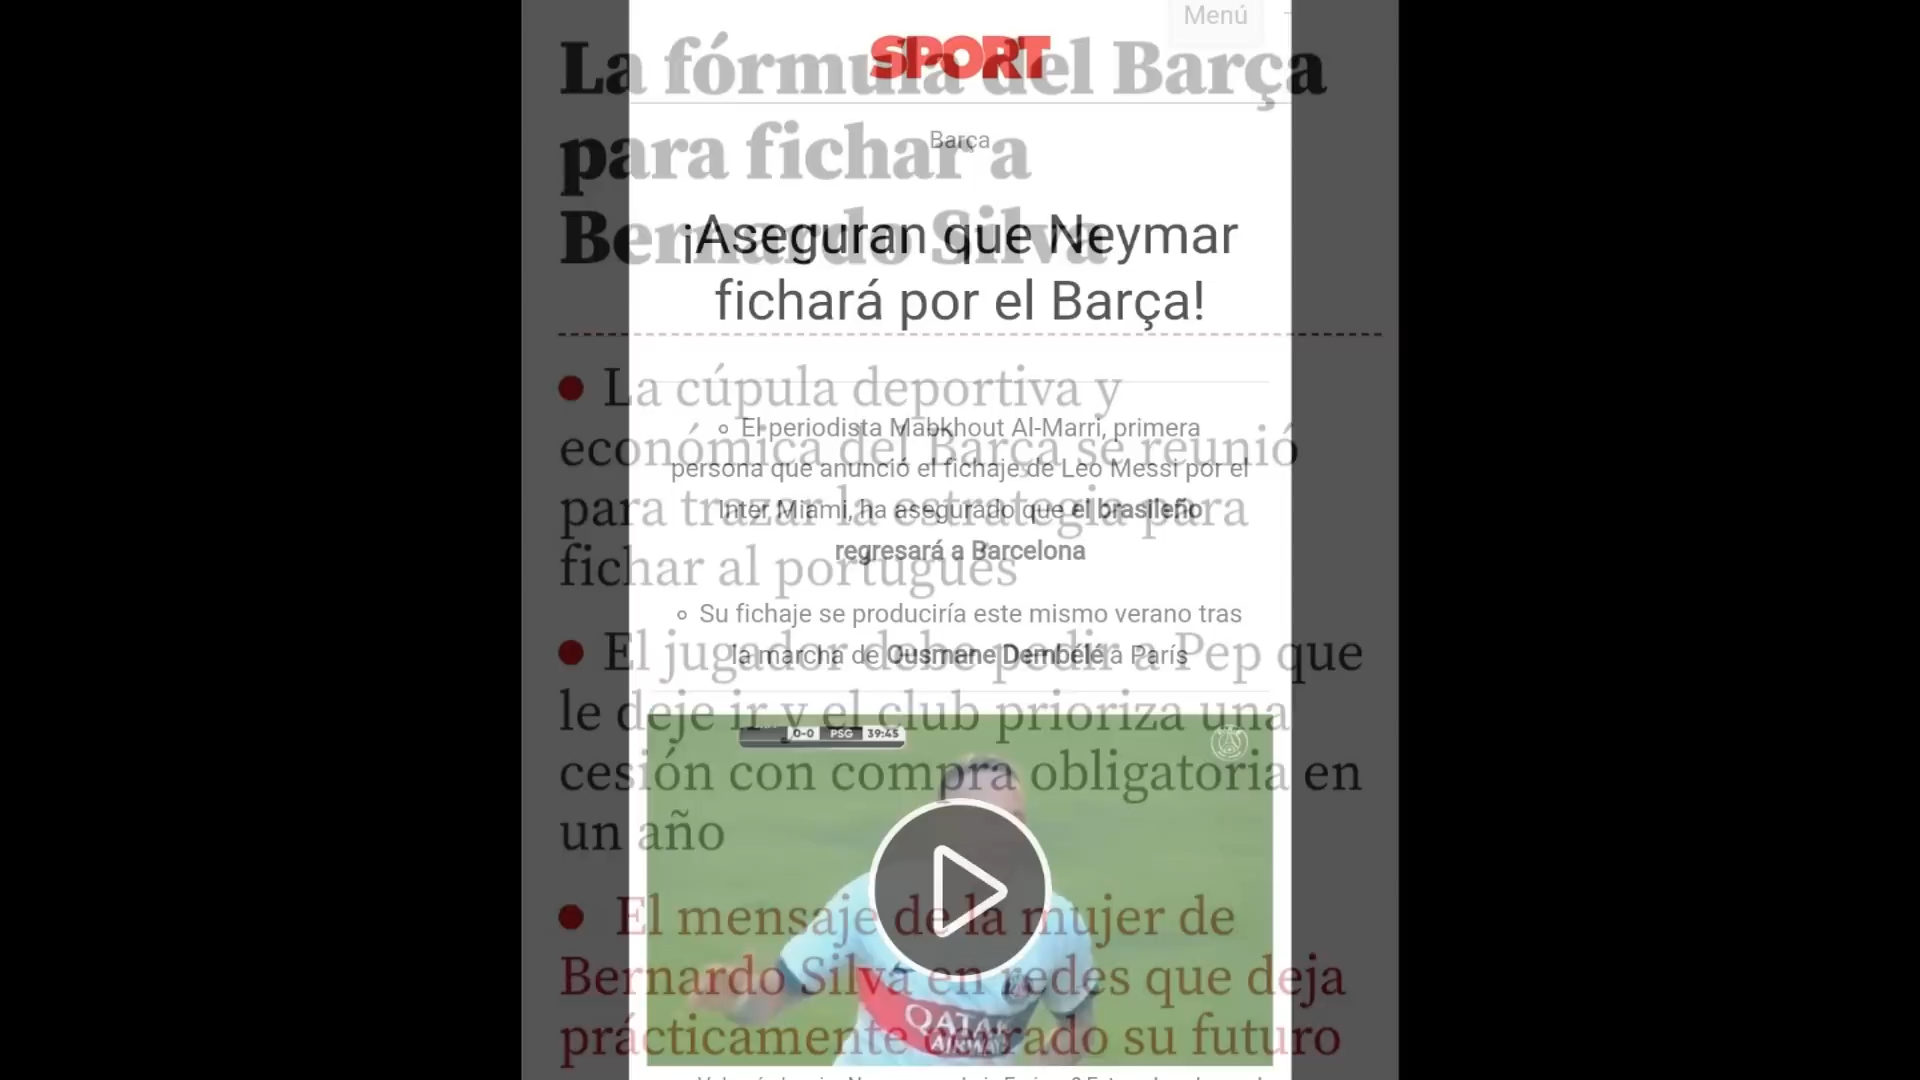 Menú
SPORT
Barça
¡Aseguran que Neymar
fichará por el Barça!
◦ El periodista Mabkhout Al-Marri, primera
persona que anunció el fichaje de Leo Messi por el
Inter Miami, ha asegurado que el brasileño
regresará a Barcelona
◦ Su fichaje se produciría este mismo verano tras
la marcha de Ousmane Dembélé a París
0-0 PSG 39:45
QATAR
AIRWAYS
La fórmula del Barça
para fichar a
Bernardo Silva
● La cúpula deportiva y
económica del Barça se reunió
para trazar la estrategia para
fichar al portugués
● El jugador debe pedir a Pep que
le deje ir y el club prioriza una
cesión con compra obligatoria en
un año
● El mensaje de la mujer de
Bernardo Silva en redes que deja
prácticamente cerrado su futuro